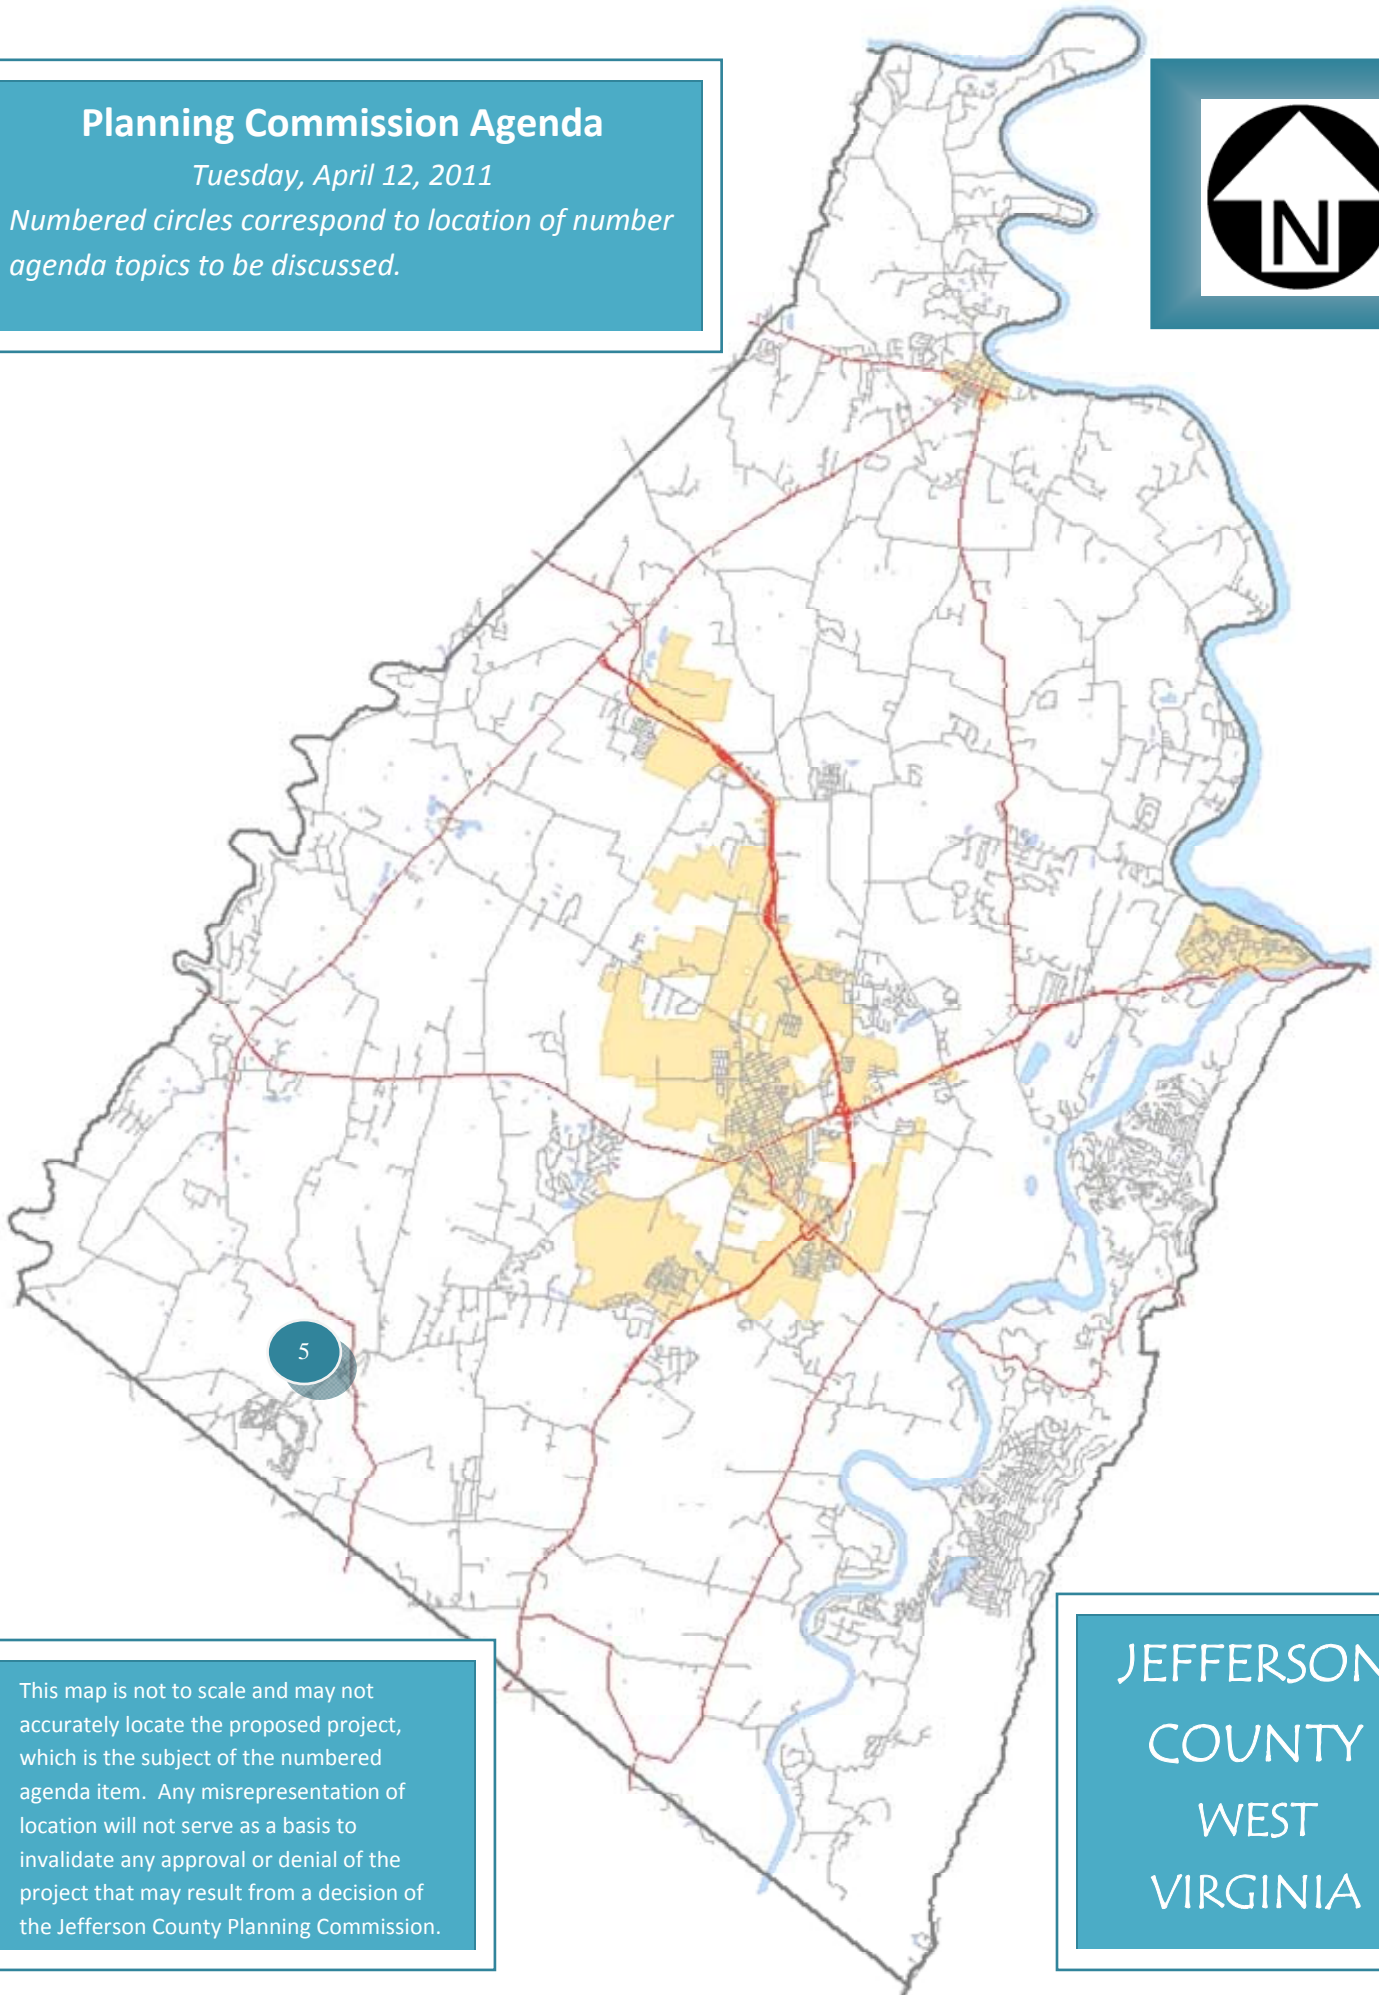 Planning Commission Agenda
Tuesday, April 12, 2011
Numbered circles correspond to location of number
agenda topics to be discussed.
N
5
This map is not to scale and may not
accurately locate the proposed project,
which is the subject of the numbered
agenda item.  Any misrepresentation of
location will not serve as a basis to
invalidate any approval or denial of the
project that may result from a decision of
the Jefferson County Planning Commission.
JEFFERSON
COUNTY
WEST
VIRGINIA